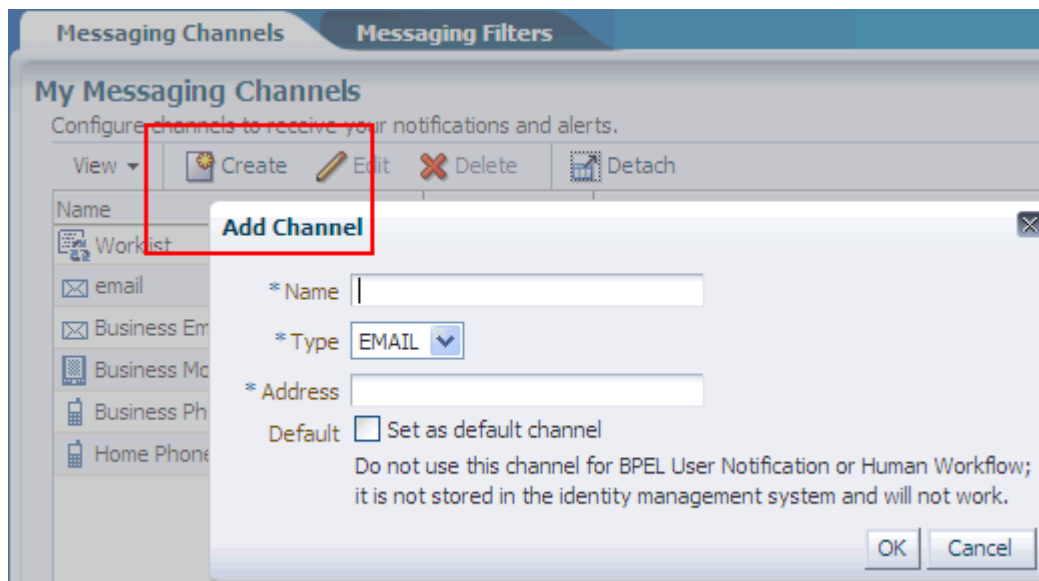 Messaging Channels Messaging Filters
My Messaging Channels
Configure channels to receive your notifications and alerts.
View Create Edit Delete Detach
Name
Worklist
email
Business Em
Business Mo
Business Ph
Home Phone
Add Channel
* Name
* Type EMAIL
* Address
Default Set as default channel
Do not use this channel for BPEL User Notification or Human Workflow;
it is not stored in the identity management system and will not work.
OK Cancel